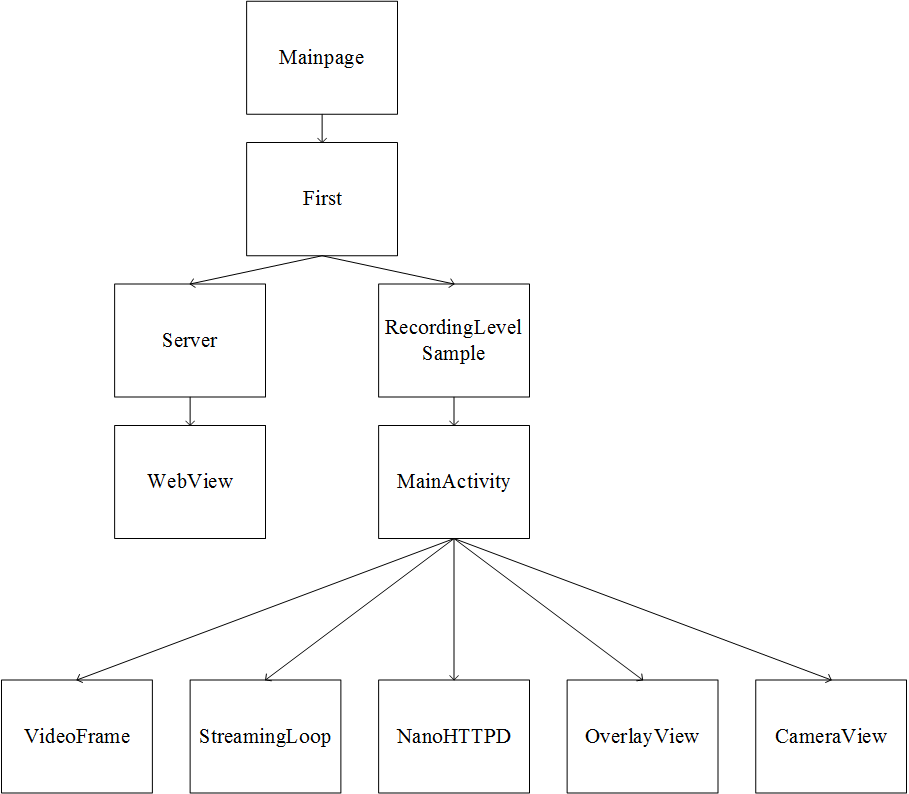 Mainpage
First
Server
RecordingLevel
Sample
WebView
MainActivity
VideoFrame
StreamingLoop
NanoHTTPD
OverlayView
CameraView